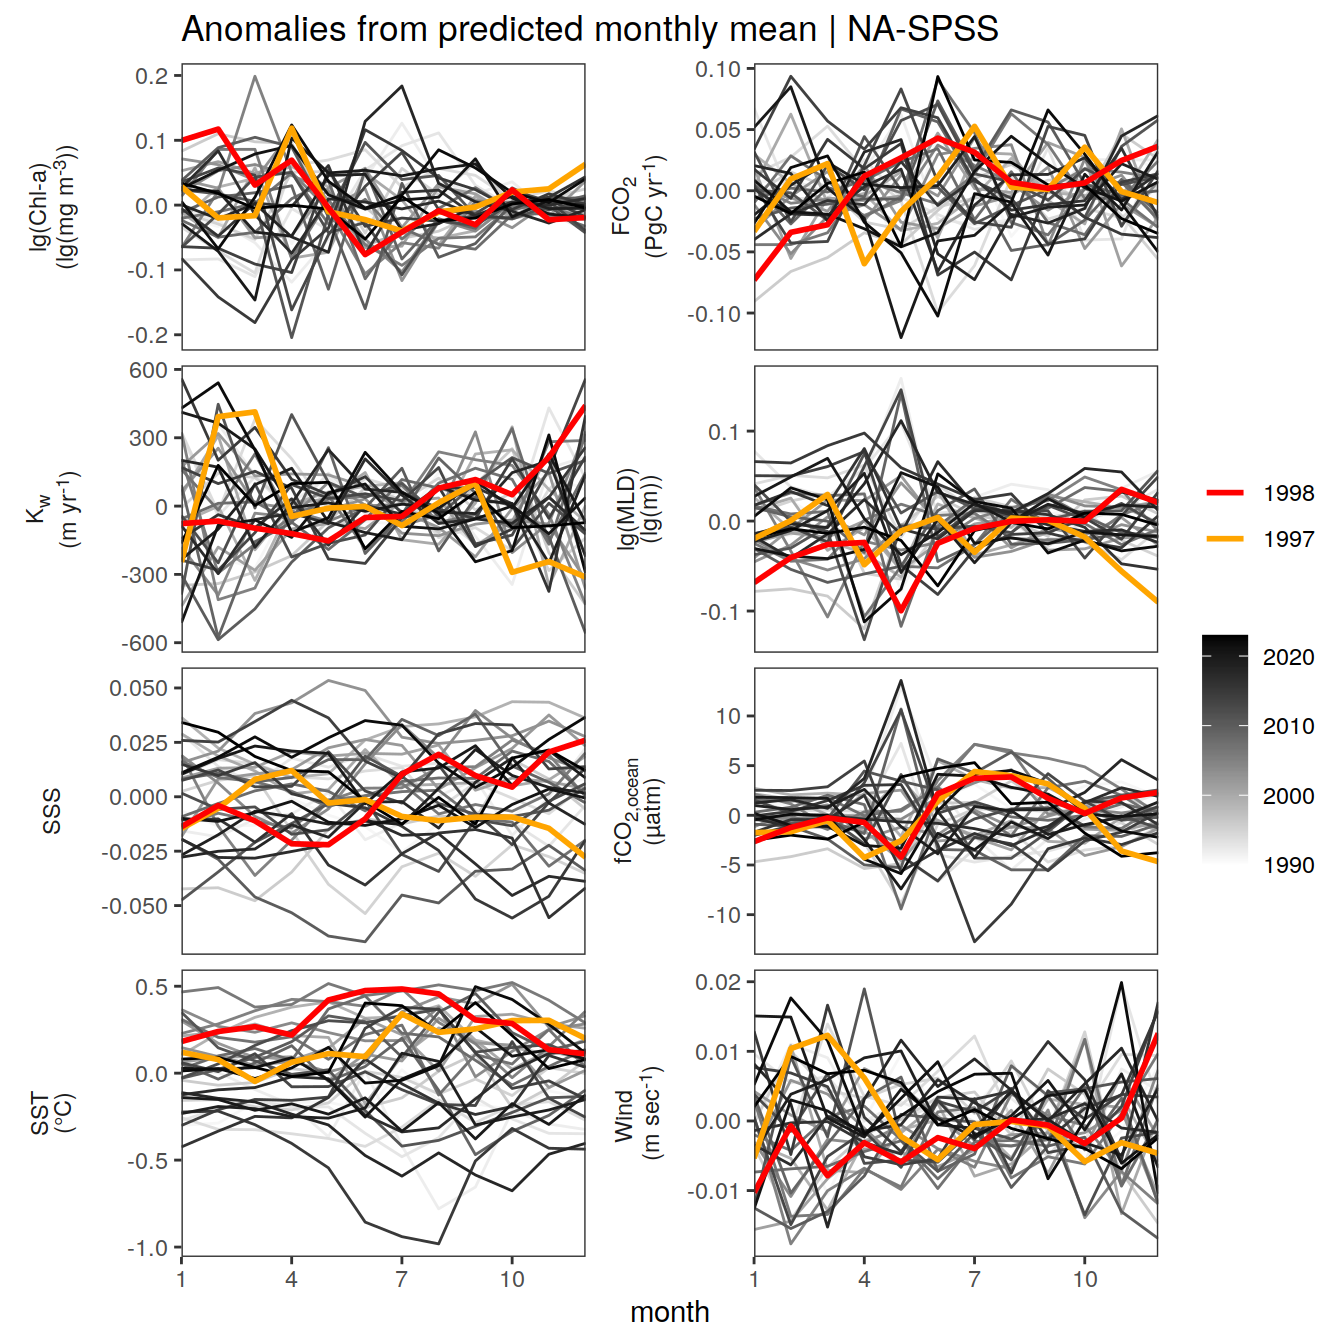 Anomalies from predicted monthly mean | NA-SPSS
lg(Chl-a)
(lg(mg m⁻³))
0.2
0.1
0.0
-0.1
-0.2
FCO₂
(PgC yr⁻¹)
0.10
0.05
0.00
-0.05
-0.10
K_w
(m yr⁻¹)
600
300
0
-300
-600
lg(MLD)
(lg(m))
0.1
0.0
-0.1
SSS
0.050
0.025
0.000
-0.025
-0.050
fCO₂,ocean
(µatm)
10
5
0
-5
-10
SST
(°C)
0.5
0.0
-0.5
-1.0
Wind
(m sec⁻¹)
0.02
0.01
0.00
-0.01
1 4 7 10
1 4 7 10
month
1998
1997
2020
2010
2000
1990